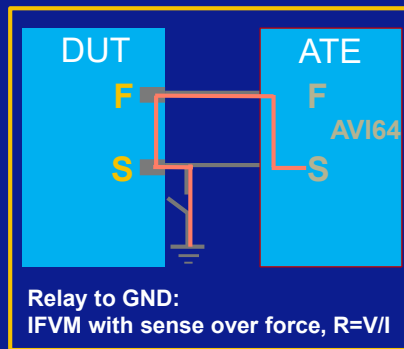 DUT
ATE
F
F
AVI64
S
S
Relay to GND:
IFVM with sense over force, R=V/I